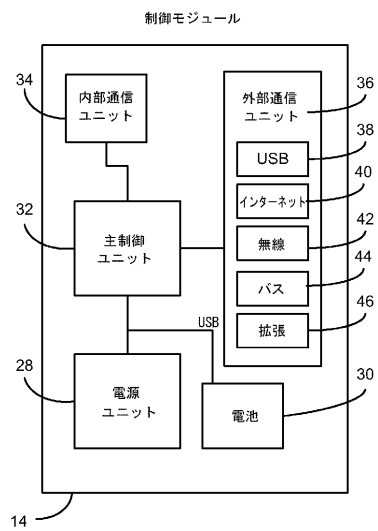 制御モジュール
34
内部通信
ユニット
外部通信
ユニット
36
38
USB
40
インターネット
32
主制御
ユニット
無線
42
44
バス
46
拡張
USB
28
電源
ユニット
電池
30
14